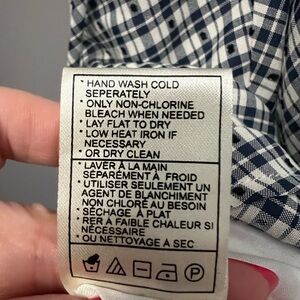 · HAND WASH COLD
SEPERATELY
· ONLY NON-CHLORINE
BLEACH WHEN NEEDED
· LAY FLAT TO DRY
· LOW HEAT IRON IF
NECESSARY
· OR DRY CLEAN
· LAVER À LA MAIN
SÉPARÉMENT À FROID
· UTILISER SEULMENT UN
AGENT DE BLANCHIMENT
NON CHLORÉ AU BESOIN
· SÉCHAGE À PLAT
· RER À FAIBLE CHALEUR SI
NÉCESSAIRE
· OU NETTOYAGE À SEC
P